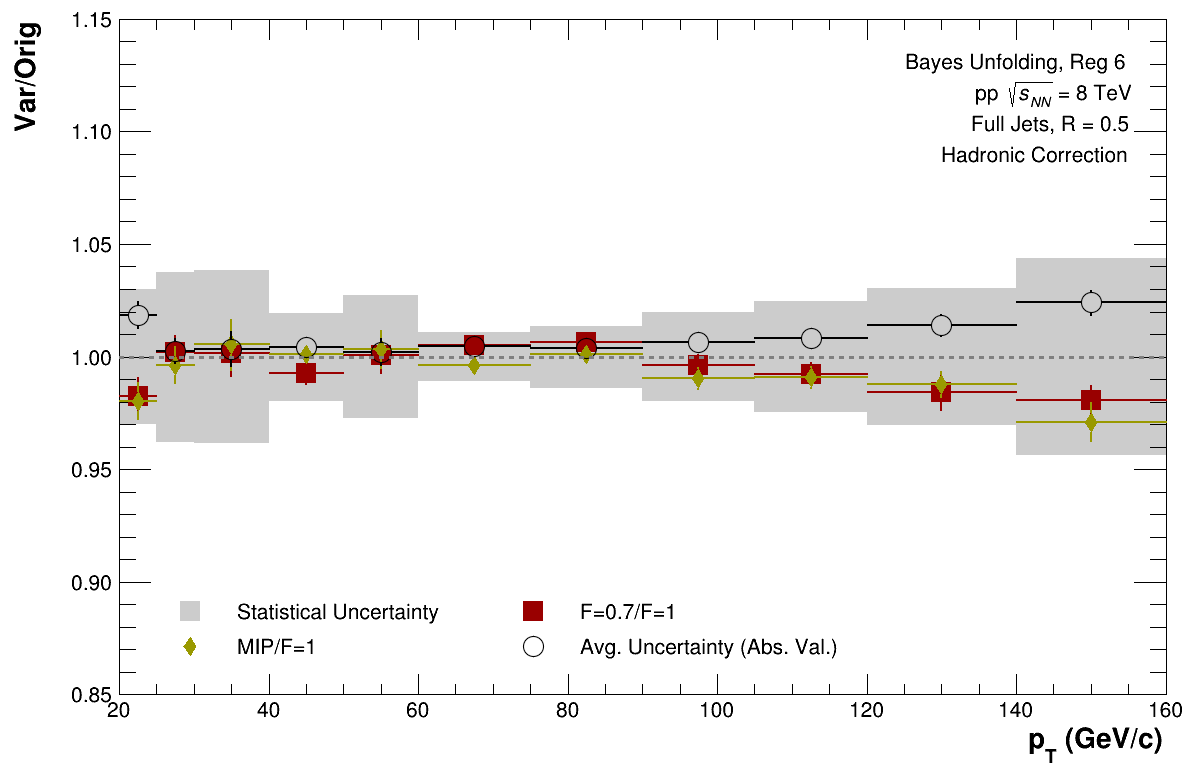 Var/Orig
1.15
1.10
1.05
1.00
0.95
0.90
0.85
Bayes Unfolding, Reg 6
pp √s_NN = 8 TeV
Full Jets, R = 0.5
Hadronic Correction
Statistical Uncertainty
F=0.7/F=1
MIP/F=1
Avg. Uncertainty (Abs. Val.)
20 40 60 80 100 120 140 160
p_T (GeV/c)